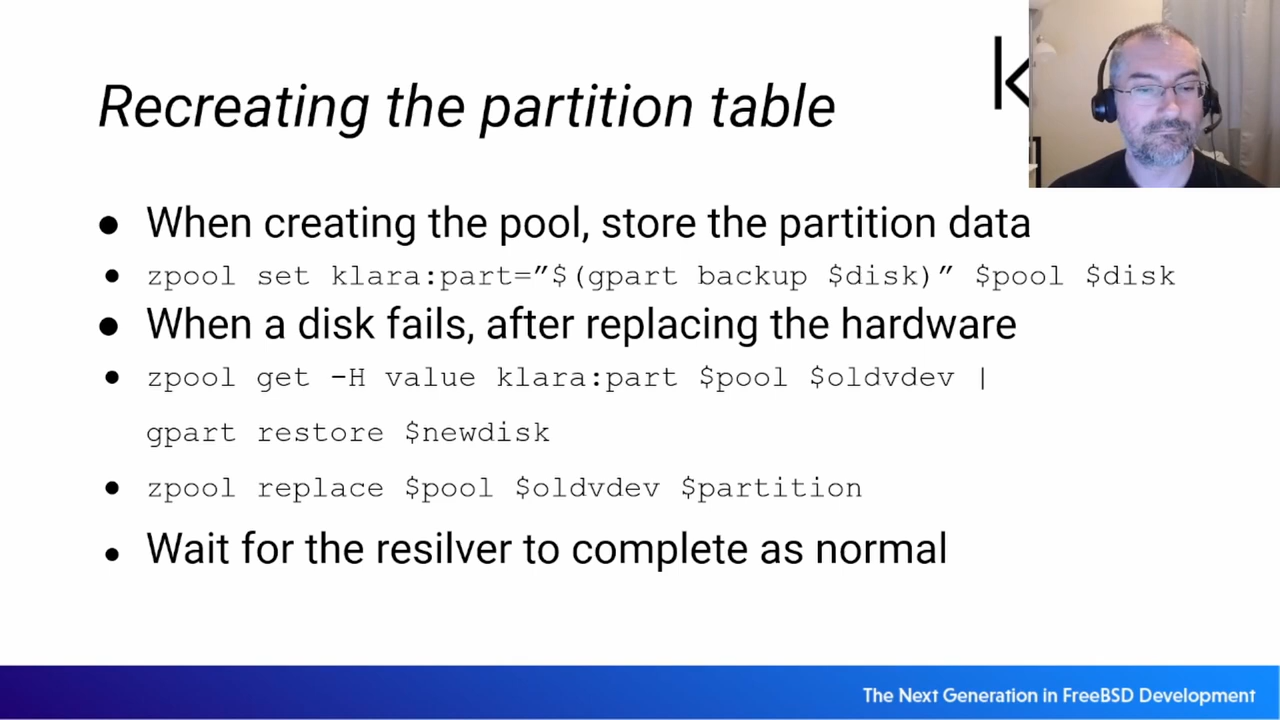 Recreating the partition table
k
● When creating the pool, store the partition data
● zpool set klara:part=”$(gpart backup $disk)” $pool $disk
● When a disk fails, after replacing the hardware
● zpool get -H value klara:part $pool $oldvdev |
gpart restore $newdisk
● zpool replace $pool $oldvdev $partition
● Wait for the resilver to complete as normal
The Next Generation in FreeBSD Development